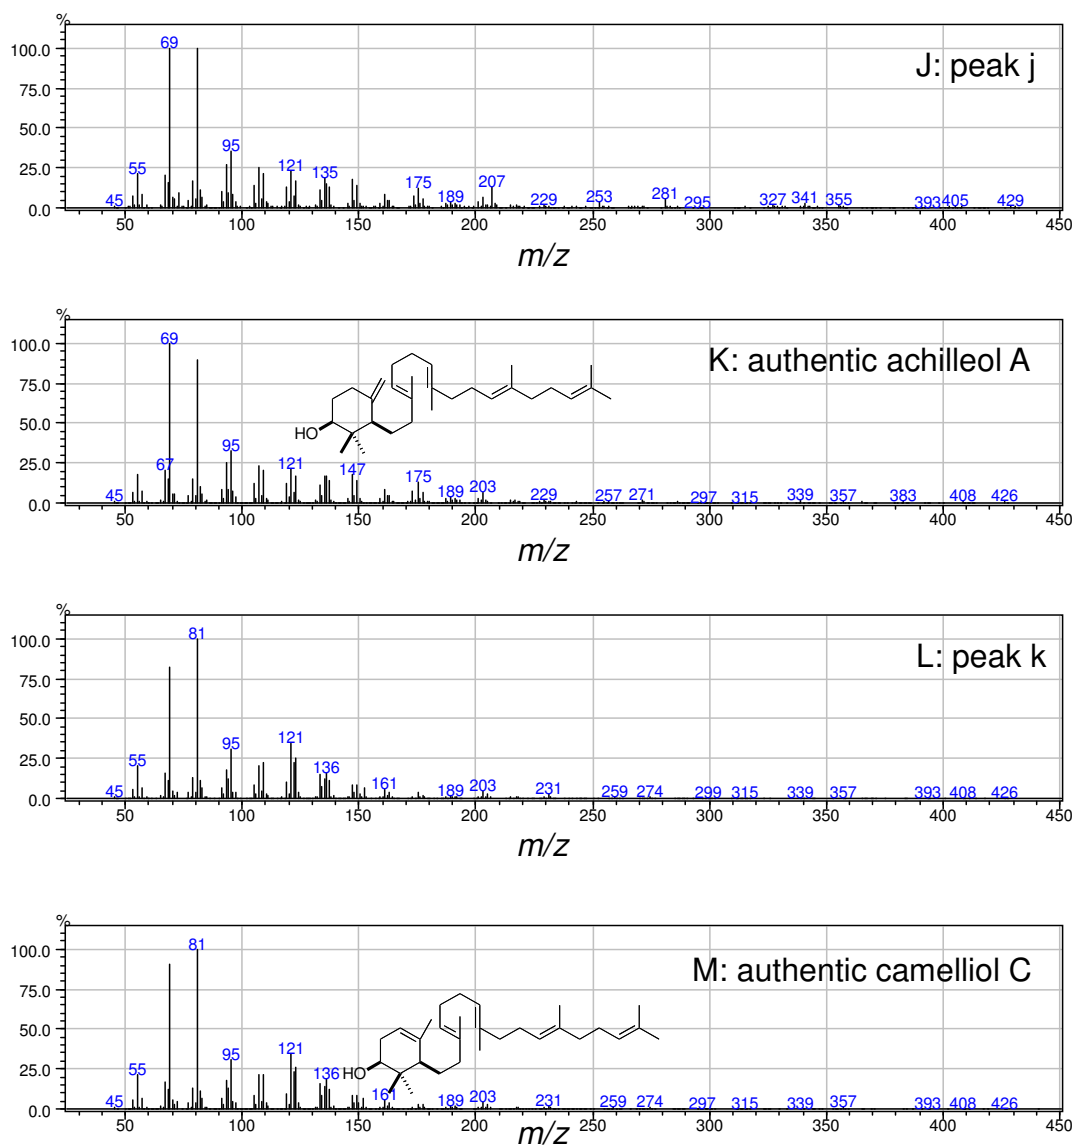 %
J: peak j
100.0
75.0
50.0
25.0
0.0
45 55 69 95 121 135 175 189 207 229 253 281 295 327 341 355 393 405 429
50 100 150 200 250 300 350 400 450
m/z
%
K: authentic achilleol A
100.0
75.0
50.0
25.0
0.0
HO
45 67 69 95 121 147 175 189 203 229 257 271 297 315 339 357 383 408 426
50 100 150 200 250 300 350 400 450
m/z
%
L: peak k
100.0
75.0
50.0
25.0
0.0
45 55 81 95 121 136 161 189 203 231 259 274 299 315 339 357 393 408 426
50 100 150 200 250 300 350 400 450
m/z
%
M: authentic camelliol C
100.0
75.0
50.0
25.0
0.0
HO
45 55 81 95 121 136 161 189 203 231 259 274 297 315 339 357 393 408 426
50 100 150 200 250 300 350 400 450
m/z